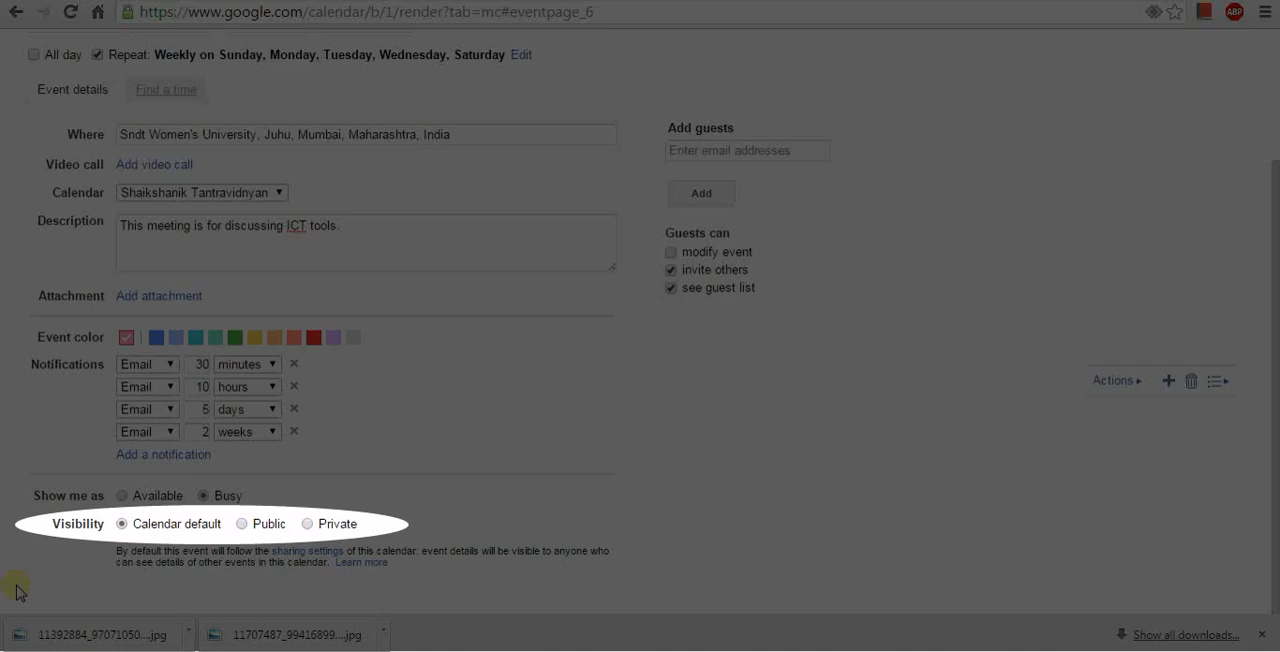 https://www.google.com/calendar/b/1/render?tab=mc#eventpage_6
ABP
All day Repeat: Weekly on Sunday, Monday, Tuesday, Wednesday, Saturday Edit
Event details Find a time
Where Sndt Women's University, Juhu, Mumbai, Maharashtra, India
Video call Add video call
Calendar Shaikshanik Tantravidnyan
Description This meeting is for discussing ICT tools.
Attachment Add attachment
Event color
Notifications Email 30 minutes
Email 10 hours
Email 5 days
Email 2 weeks
Add a notification
Show me as Available Busy
Visibility Calendar default Public Private
By default this event will follow the sharing settings of this calendar: event details will be visible to anyone who
can see details of other events in this calendar. Learn more
Add guests
Enter email addresses
Add
Guests can
modify event
invite others
see guest list
Actions
11392884_97071050....jpg 11707487_99416899....jpg Show all downloads...